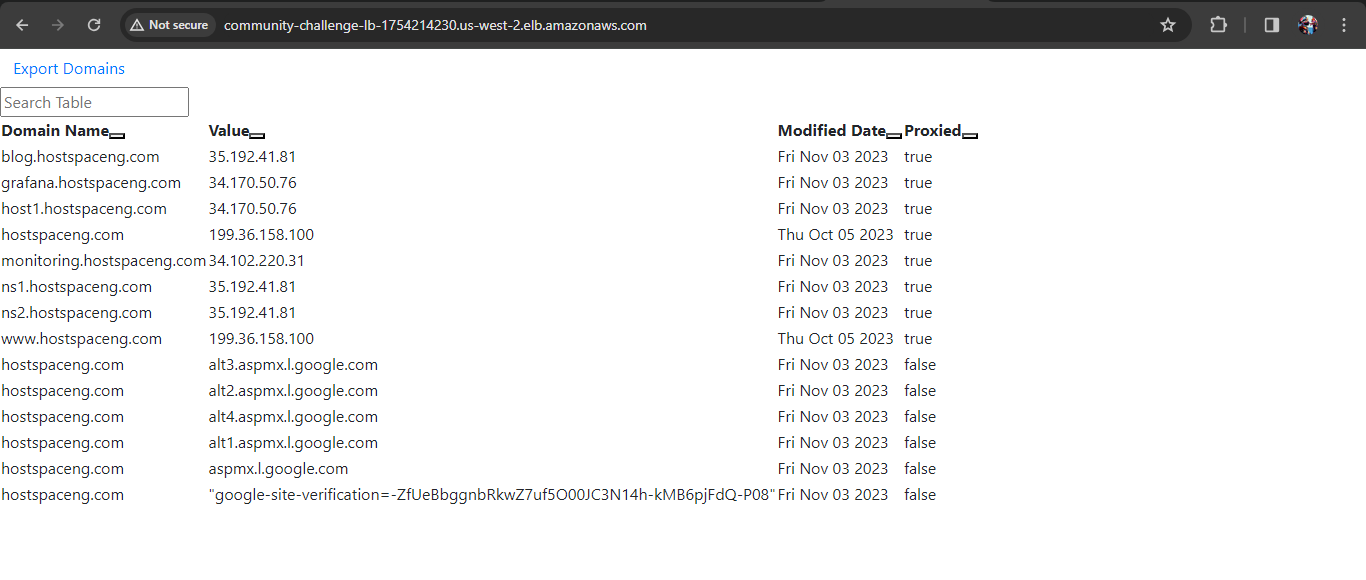 Not secure community-challenge-lb-1754214230.us-west-2.elb.amazonaws.com
Export Domains
Search Table
Domain Name Value Modified Date Proxied
blog.hostspaceng.com 35.192.41.81 Fri Nov 03 2023 true
grafana.hostspaceng.com 34.170.50.76 Fri Nov 03 2023 true
host1.hostspaceng.com 34.170.50.76 Fri Nov 03 2023 true
hostspaceng.com 199.36.158.100 Thu Oct 05 2023 true
monitoring.hostspaceng.com 34.102.220.31 Fri Nov 03 2023 true
ns1.hostspaceng.com 35.192.41.81 Fri Nov 03 2023 true
ns2.hostspaceng.com 35.192.41.81 Fri Nov 03 2023 true
www.hostspaceng.com 199.36.158.100 Thu Oct 05 2023 true
hostspaceng.com alt3.aspmx.l.google.com Fri Nov 03 2023 false
hostspaceng.com alt2.aspmx.l.google.com Fri Nov 03 2023 false
hostspaceng.com alt4.aspmx.l.google.com Fri Nov 03 2023 false
hostspaceng.com alt1.aspmx.l.google.com Fri Nov 03 2023 false
hostspaceng.com aspmx.l.google.com Fri Nov 03 2023 false
hostspaceng.com "google-site-verification=-ZfUeBbggnbRkwZ7uf5O00JC3N14h-kMB6pjFdQ-P08" Fri Nov 03 2023 false